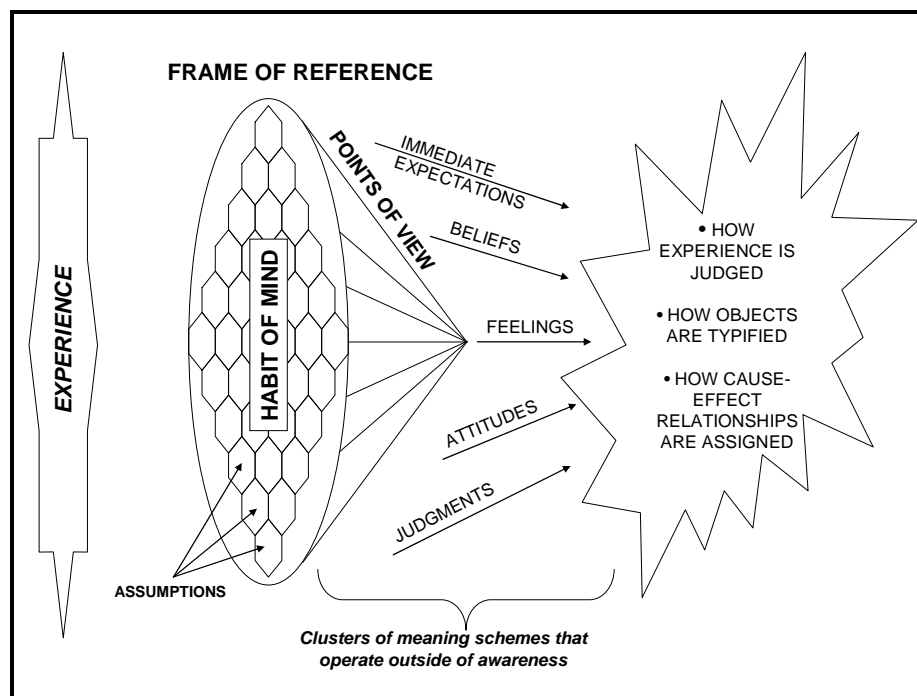 FRAME OF REFERENCE
EXPERIENCE
HABIT OF MIND
POINTS OF VIEW
IMMEDIATE
EXPECTATIONS
BELIEFS
FEELINGS
ATTITUDES
JUDGMENTS
• HOW
EXPERIENCE IS
JUDGED
• HOW OBJECTS
ARE TYPIFIED
• HOW CAUSE-
EFFECT
RELATIONSHIPS
ARE ASSIGNED
ASSUMPTIONS
Clusters of meaning schemes that
operate outside of awareness